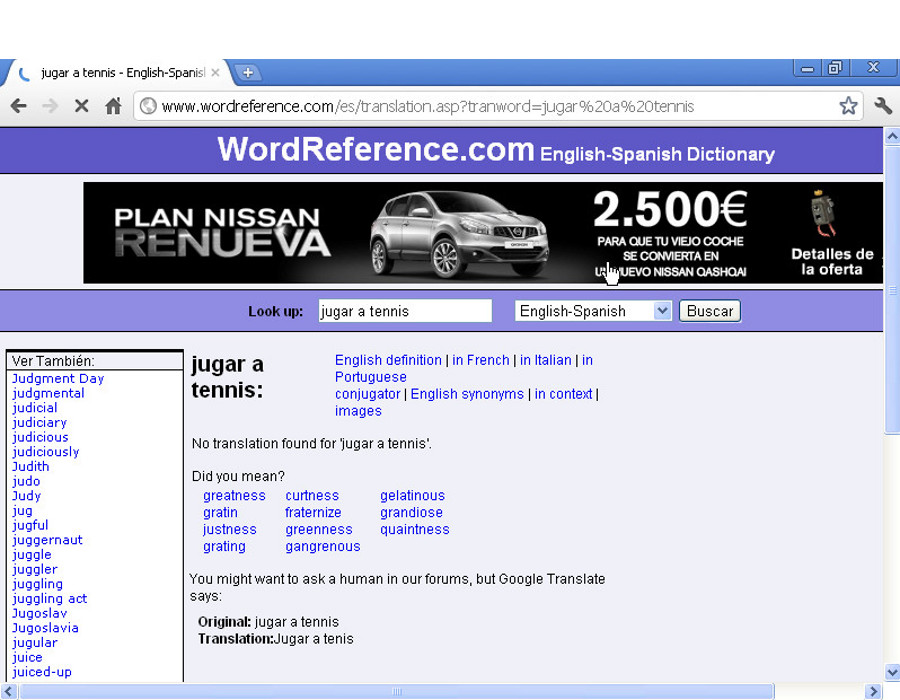 jugar a tennis - English-Spanis
www.wordreference.com/es/translation.asp?tranword=jugar%20a%20tennis
WordReference.com English-Spanish Dictionary
PLAN NISSAN
RENUEVA
2.500€
PARA QUE TU VIEJO COCHE
SE CONVIERTA EN
NUEVO NISSAN QASHQAI
Detalles de
la oferta
Look up: jugar a tennis English-Spanish Buscar
Ver También:
Judgment Day
judgmental
judicial
judiciary
judicious
judiciously
Judith
judo
Judy
jug
jugful
juggernaut
juggle
juggler
juggling
juggling act
Jugoslav
Jugoslavia
jugular
juice
juiced-up
jugar a
tennis:
English definition | in French | in Italian | in
Portuguese
conjugator | English synonyms | in context |
images
No translation found for 'jugar a tennis'.
Did you mean?
greatness curtness gelatinous
gratin fraternize grandiose
justness greenness quaintness
grating gangrenous
You might want to ask a human in our forums, but Google Translate
says:
Original: jugar a tennis
Translation:Jugar a tenis